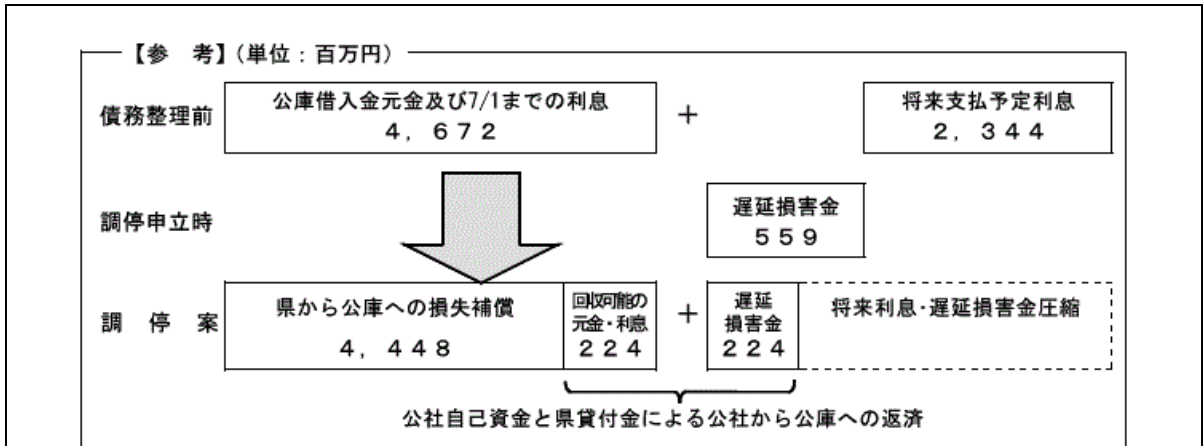 【参 考】(単位：百万円)
債務整理前
公庫借入金元金及び7/1までの利息
4，672
＋
将来支払予定利息
2，344
調停申立時
遅延損害金
559
調 停 案
県から公庫への損失補償
4，448
回収可能の
元金・利息
224
＋
遅延
損害金
224
将来利息・遅延損害金圧縮
公社自己資金と県貸付金による公社から公庫への返済